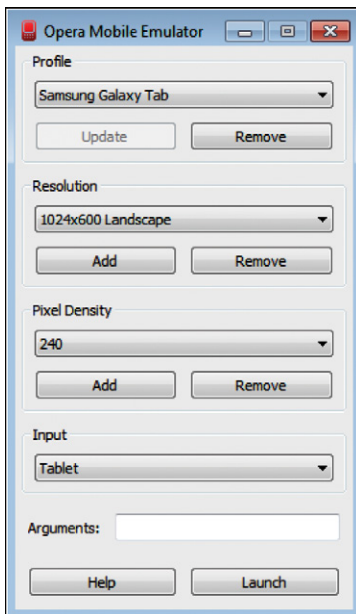 Opera Mobile Emulator
Profile
Samsung Galaxy Tab
Update Remove
Resolution
1024x600 Landscape
Add Remove
Pixel Density
240
Add Remove
Input
Tablet
Arguments:
Help Launch